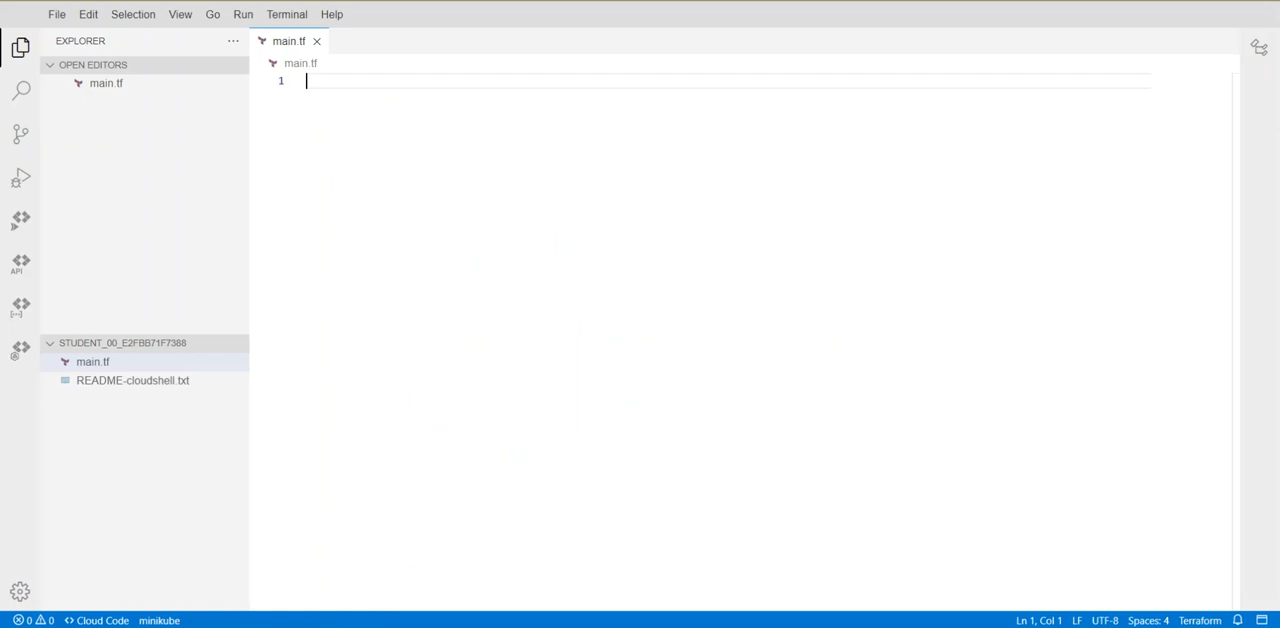 File Edit Selection View Go Run Terminal Help
EXPLORER
OPEN EDITORS
main.tf
STUDENT_00_E2FBB71F7388
main.tf
README-cloudshell.txt
API
main.tf
main.tf
1
0 0 Cloud Code minikube
Ln 1, Col 1 LF UTF-8 Spaces: 4 Terraform